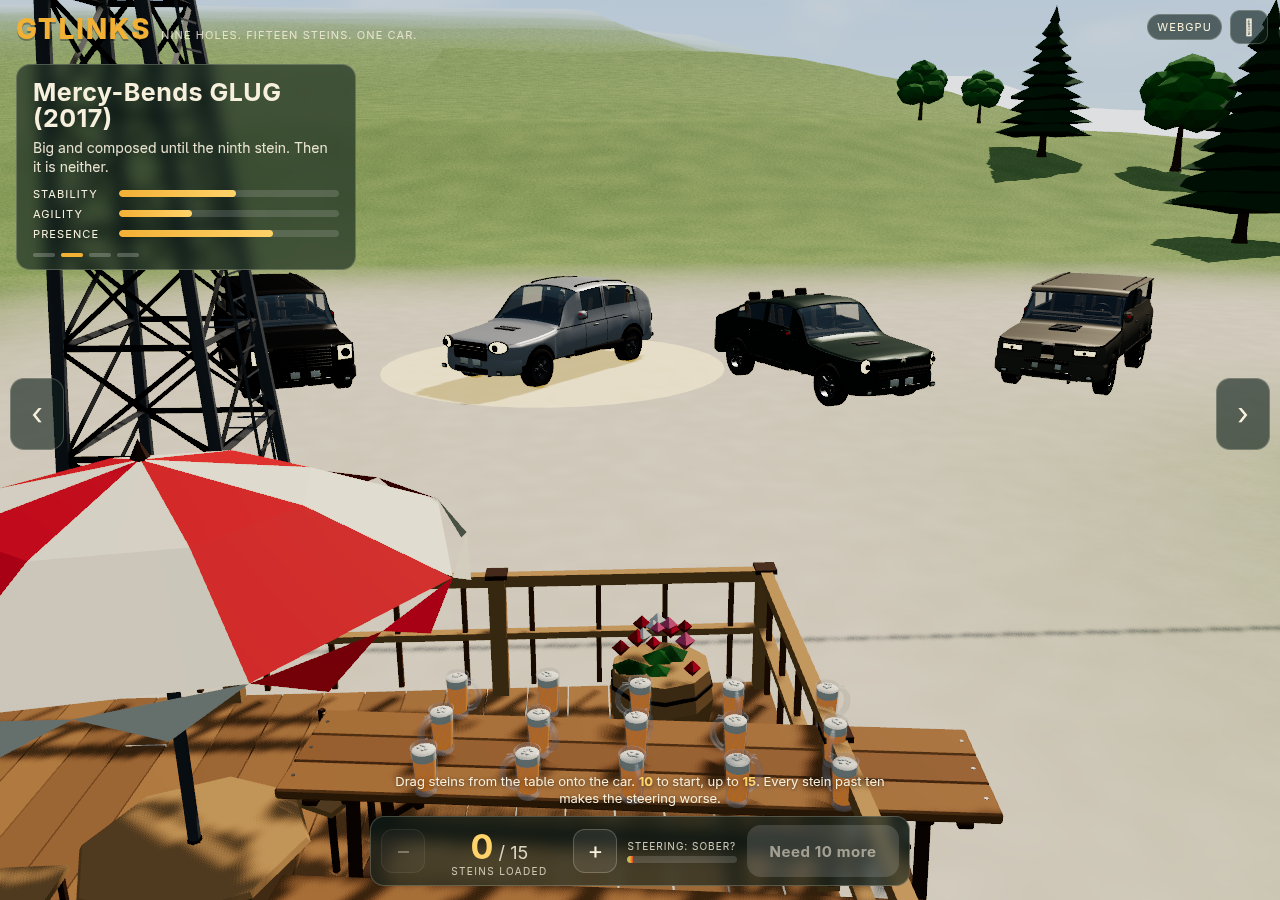 GTLINKS
NINE HOLES. FIFTEEN STEINS. ONE CAR.
WEBGPU
Mercy-Bends GLUG
(2017)
Big and composed until the ninth stein. Then
it is neither.
STABILITY
AGILITY
PRESENCE
‹
›
Drag steins from the table onto the car. 10 to start, up to 15. Every stein past ten
makes the steering worse.
−
0 / 15
STEINS LOADED
+
STEERING: SOBER?
Need 10 more